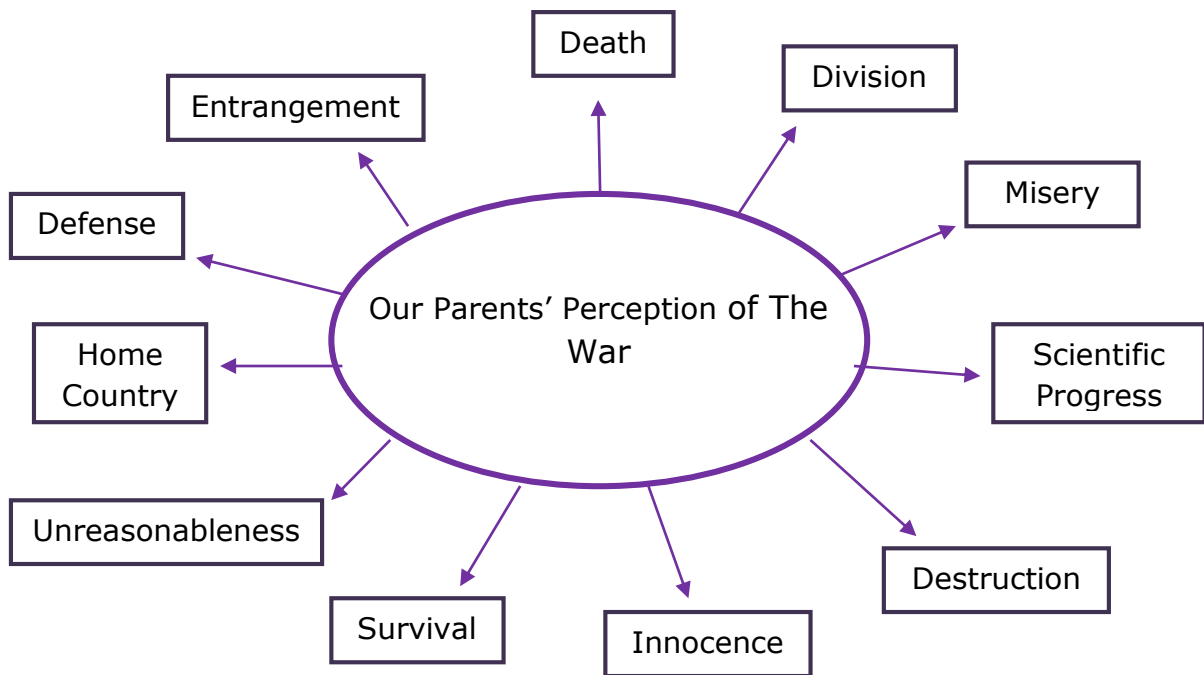 Death
Division
Entrangement
Misery
Defense
Our Parents’ Perception of The
War
Home
Country
Scientific
Progress
Unreasonableness
Destruction
Survival
Innocence